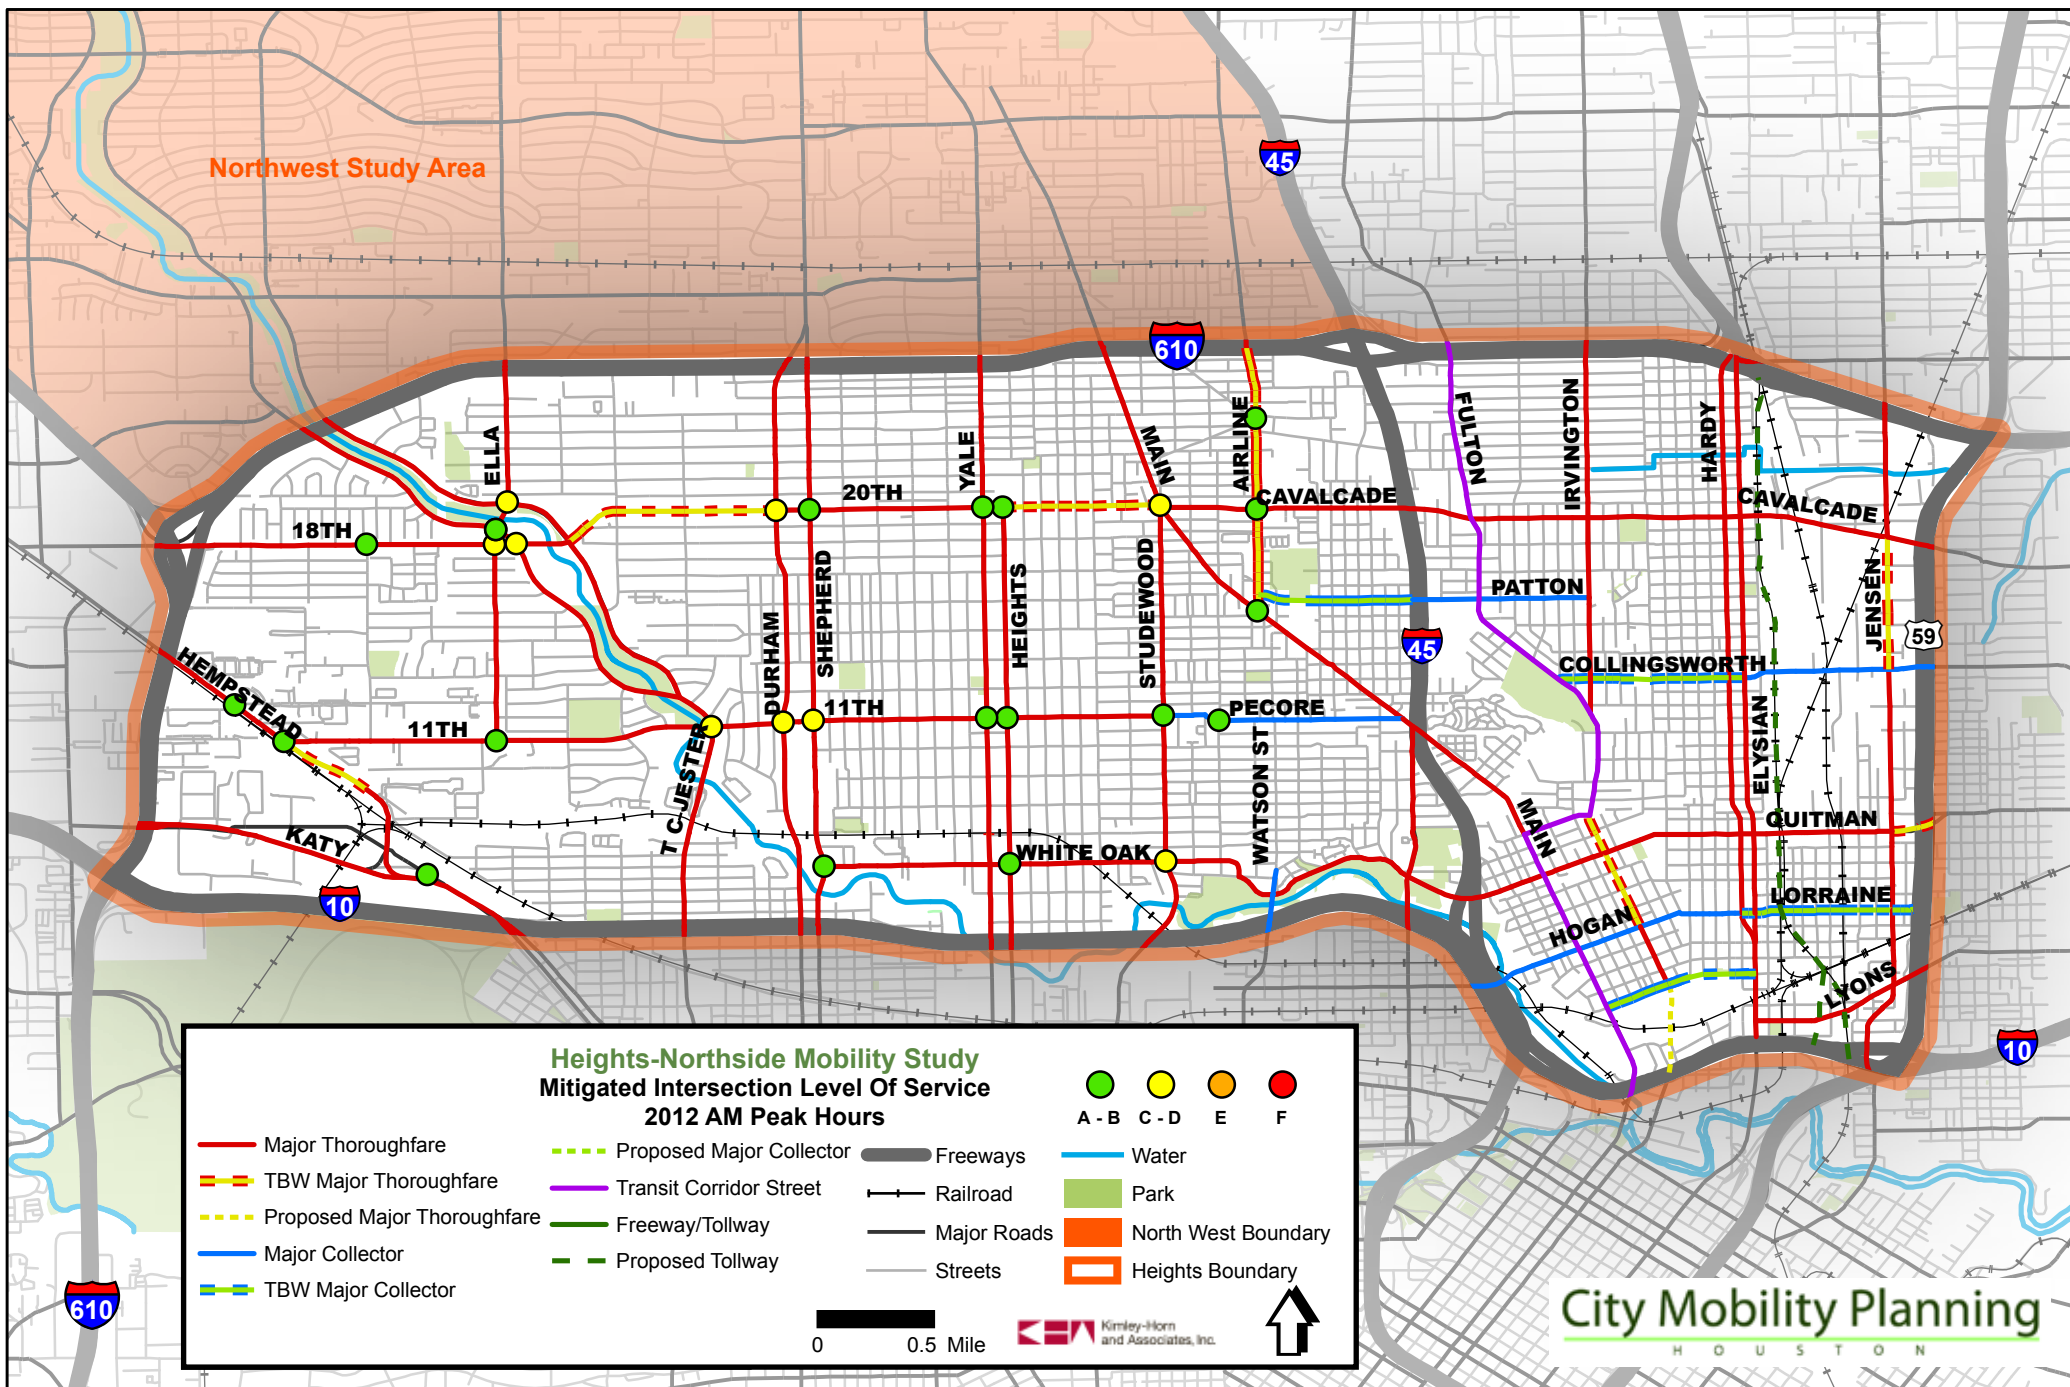 45
Northwest Study Area
610
ELLA
YALE
MAIN
AIRLINE
FULTON
IRVINGTON
HARDY
20TH
CAVALCADE
CAVALCADE
18TH
SHEPHERD
HEIGHTS
STUDEWOOD
PATTON
JENSEN
59
45
HEMPSTEAD
DURHAM
COLLINGSWORTH
11TH
11TH
PECORE
T C JESTER
WATSON ST
ELYSIAN
KATY
WHITE OAK
MAIN
QUITMAN
10
LORRAINE
HOGAN
LYONS
10
Heights-Northside Mobility Study
Mitigated Intersection Level Of Service
2012 AM Peak Hours
A - B
C - D
E
F
Major Thoroughfare
TBW Major Thoroughfare
Proposed Major Thoroughfare
Major Collector
TBW Major Collector
Proposed Major Collector
Transit Corridor Street
Freeway/Tollway
Proposed Tollway
Freeways
Railroad
Major Roads
Streets
Water
Park
North West Boundary
Heights Boundary
0 0.5 Mile
Kimley-Horn
and Associates, Inc.
610
City Mobility Planning
HOUSTON